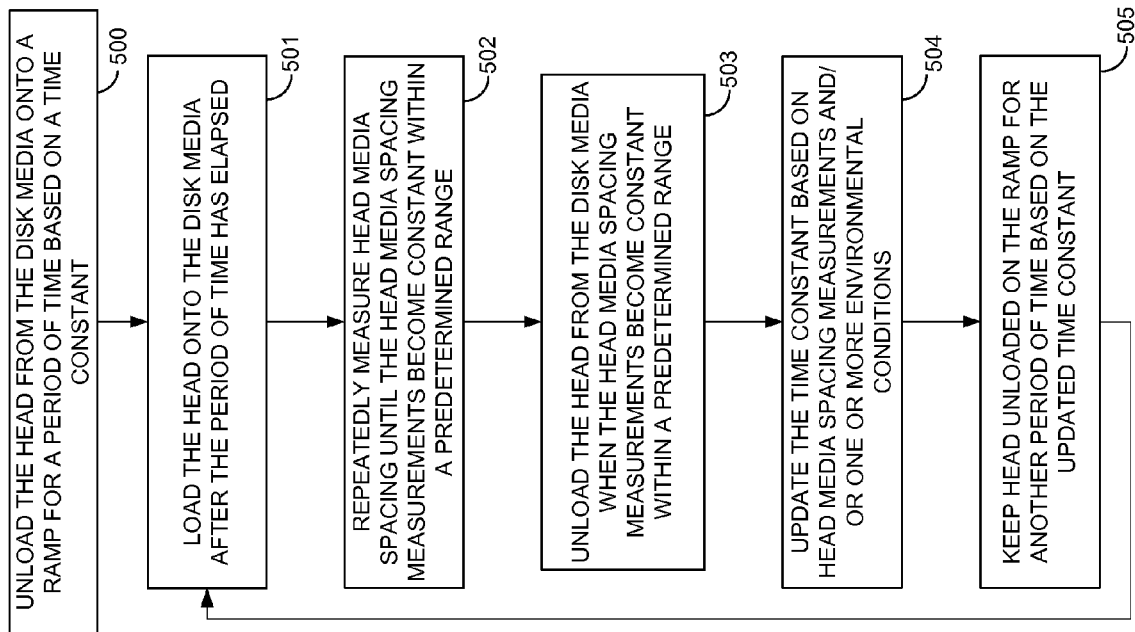 UNLOAD THE HEAD FROM THE DISK MEDIA ONTO A
RAMP FOR A PERIOD OF TIME BASED ON A TIME
CONSTANT
500
LOAD THE HEAD ONTO THE DISK MEDIA
AFTER THE PERIOD OF TIME HAS ELAPSED
501
REPEATEDLY MEASURE HEAD MEDIA
SPACING UNTIL THE HEAD MEDIA SPACING
MEASUREMENTS BECOME CONSTANT WITHIN
A PREDETERMINED RANGE
502
UNLOAD THE HEAD FROM THE DISK MEDIA
WHEN THE HEAD MEDIA SPACING
MEASUREMENTS BECOME CONSTANT
WITHIN A PREDETERMINED RANGE
503
UPDATE THE TIME CONSTANT BASED ON
HEAD MEDIA SPACING MEASUREMENTS AND/
OR ONE OR MORE ENVIRONMENTAL
CONDITIONS
504
KEEP HEAD UNLOADED ON THE RAMP FOR
ANOTHER PERIOD OF TIME BASED ON THE
UPDATED TIME CONSTANT
505